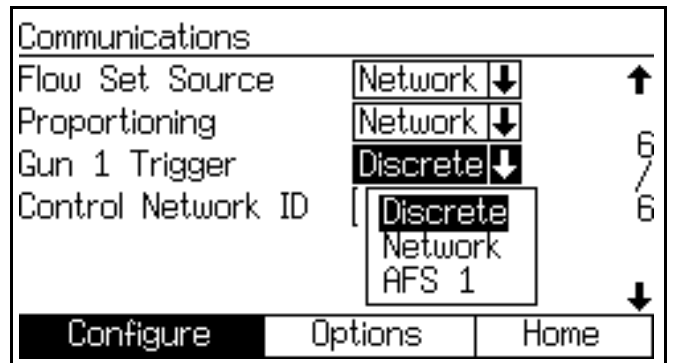 Communications
Flow Set Source Network
Proportioning Network
Gun 1 Trigger Discrete
Control Network ID [
Discrete
Network
AFS 1
6/6
Configure Options Home